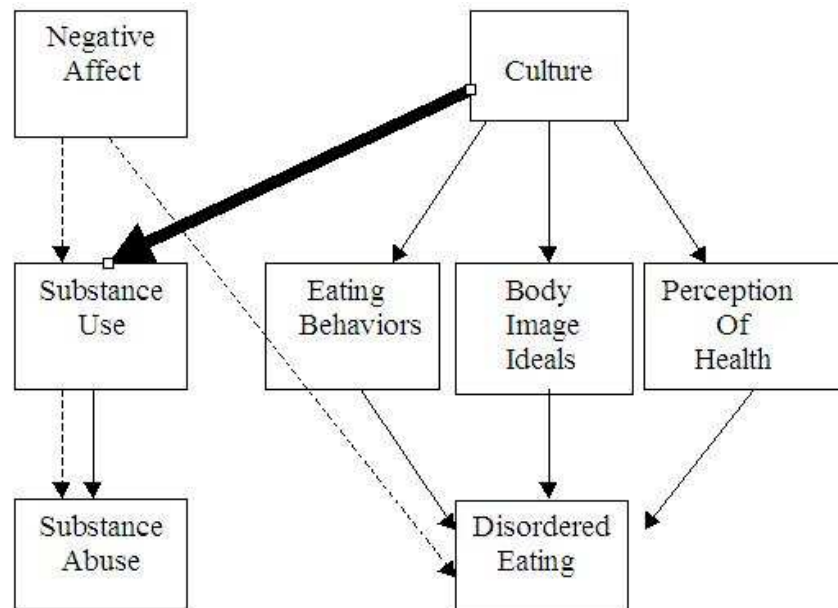 Negative
Affect
Culture
Substance
Use
Eating
Behaviors
Body
Image
Ideals
Perception
Of
Health
Substance
Abuse
Disordered
Eating